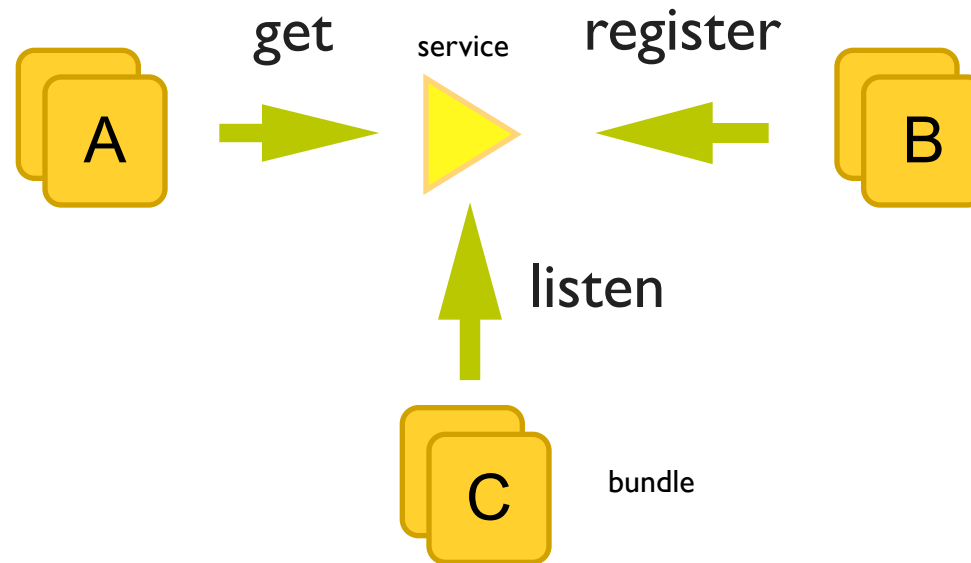 get
service
register
A
B
listen
C
bundle